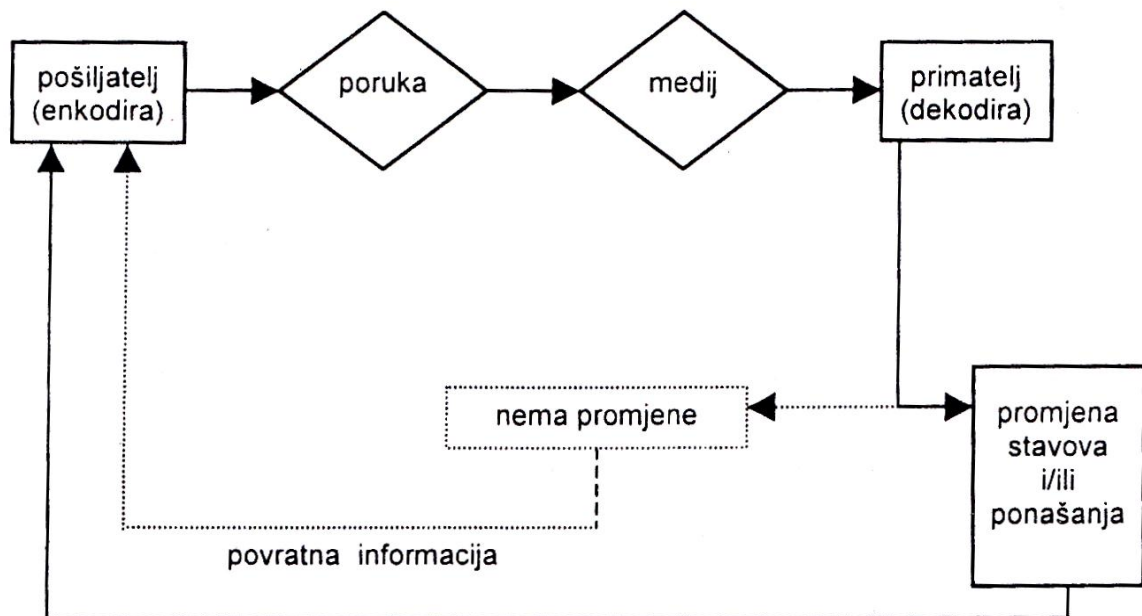 pošiljatelj
(enkodira)
poruka
medij
primatelj
(dekodira)
nema promjene
promjena
stavova
i/ili
ponašanja
povratna informacija